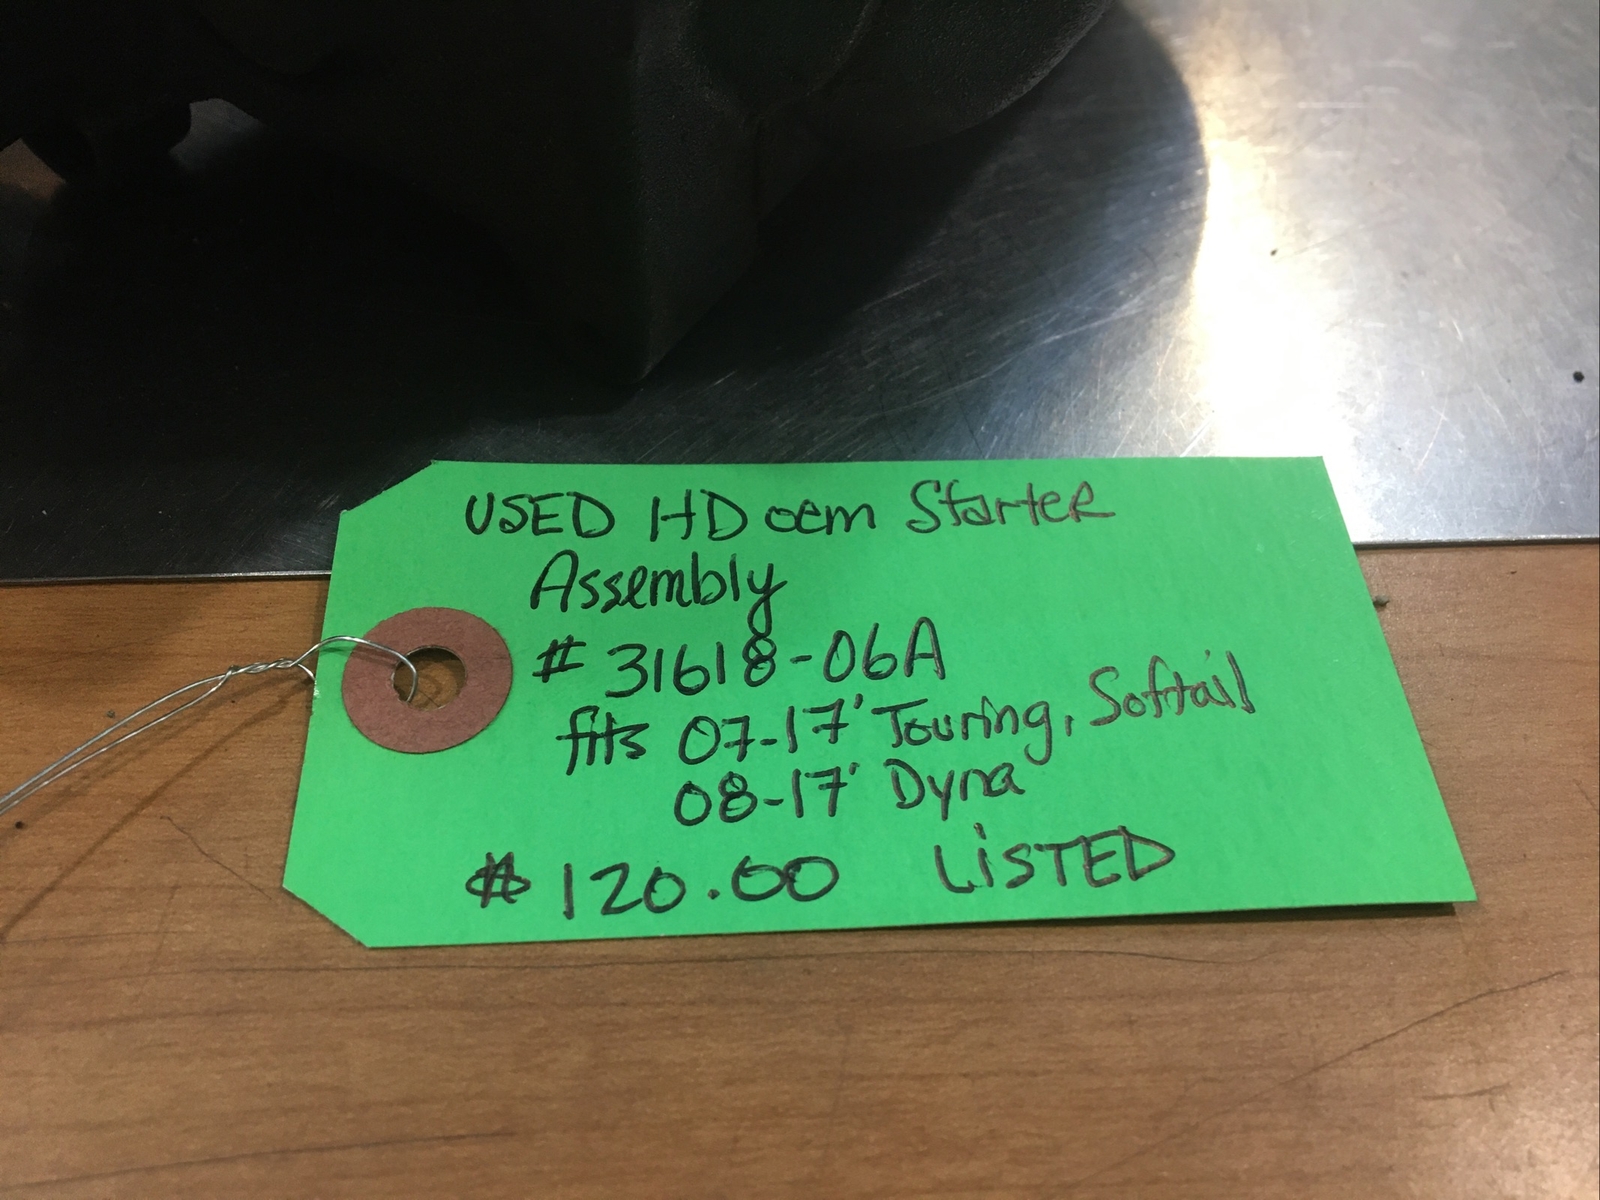 USED HD oem Starter
Assembly
# 31618-06A
fits 07-17' Touring, Softail
08-17' Dyna
$120.00 LiSTED